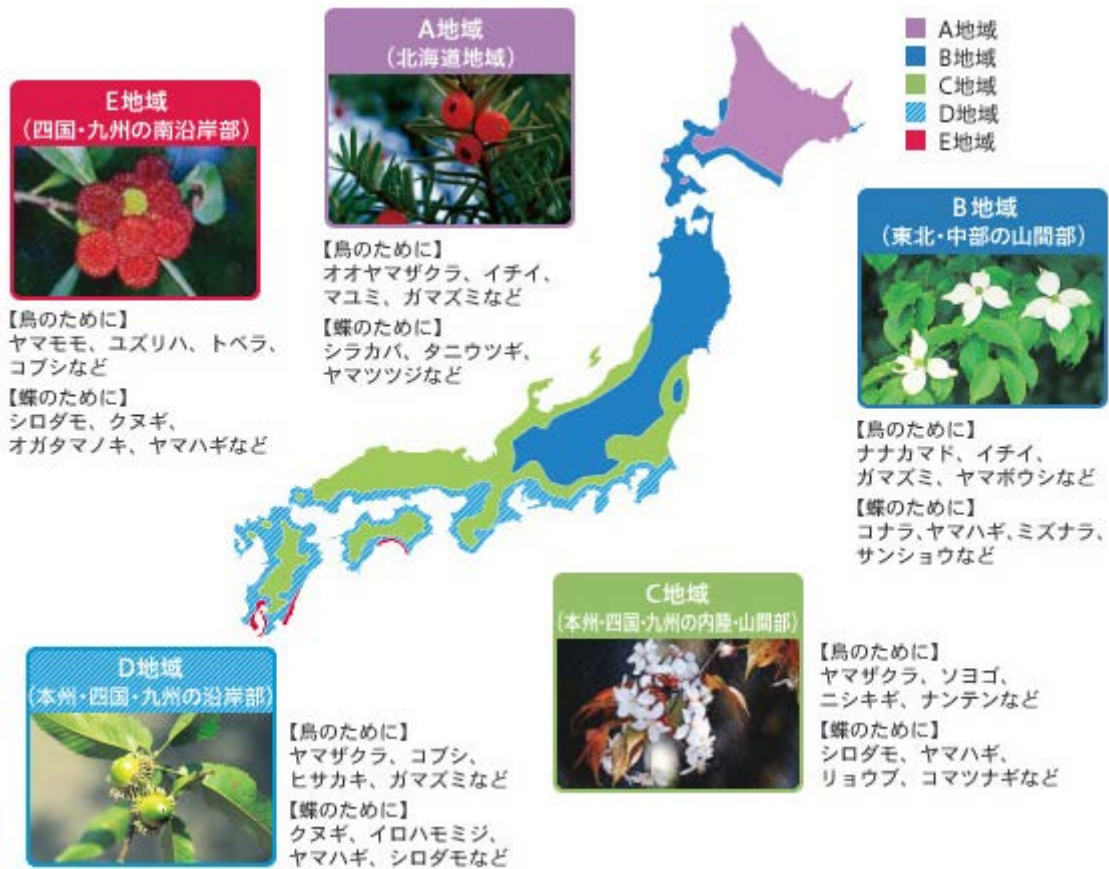 A地域
(北海道地域)
【鳥のために】
オオヤマザクラ、イチイ、
マユミ、ガマズミなど
【蝶のために】
シラカバ、タニウツギ、
ヤマツツジなど
A地域
B地域
C地域
D地域
E地域
E地域
(四国・九州の南沿岸部)
【鳥のために】
ヤマモモ、ユズリハ、トベラ、
コブシなど
【蝶のために】
シロダモ、クヌギ、
オガタマノキ、ヤマハギなど
B地域
(東北・中部の山間部)
【鳥のために】
ナナカマド、イチイ、
ガマズミ、ヤマボウシなど
【蝶のために】
コナラ、ヤマハギ、ミズナラ、
サンショウなど
C地域
(本州・四国・九州の内陸・山間部)
【鳥のために】
ヤマザクラ、ソヨゴ、
ニシキギ、ナンテンなど
【蝶のために】
シロダモ、ヤマハギ、
リョウブ、コマツナギなど
D地域
(本州・四国・九州の沿岸部)
【鳥のために】
ヤマザクラ、コブシ、
ヒサカキ、ガマズミなど
【蝶のために】
クヌギ、イロハモミジ、
ヤマハギ、シロダモなど